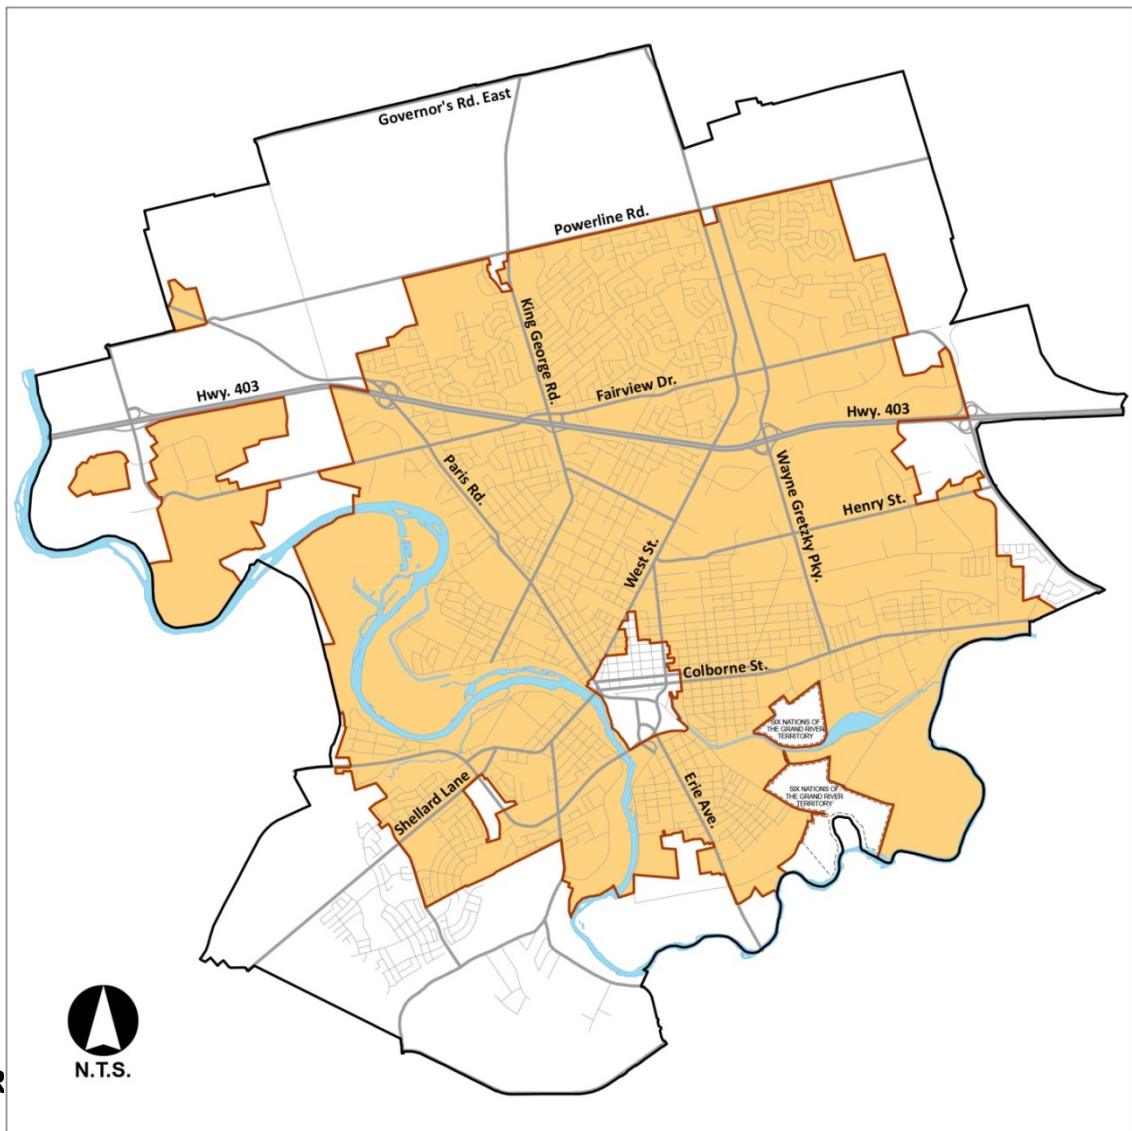 Governor's Rd. East
Powerline Rd.
King George Rd.
Fairview Dr.
Hwy. 403
Hwy. 403
Paris Rd.
Wayne Gretzky Pky.
Henry St.
West St.
Colborne St.
SIX NATIONS OF
THE GRAND RIVER
TERRITORY
SIX NATIONS OF
THE GRAND RIVER
TERRITORY
Shellard Lane
Erie Ave.
N.T.S.
R